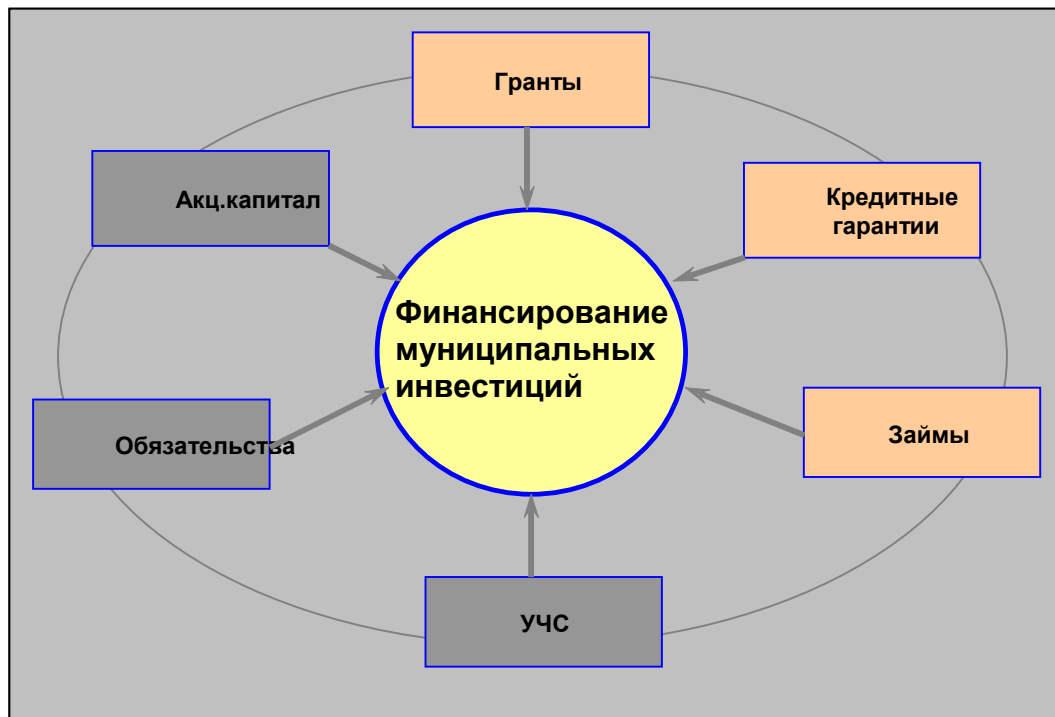 Гранты
Акц.капитал
Кредитные
гарантии
Финансирование
муниципальных
инвестиций
Обязательства
Займы
УЧС